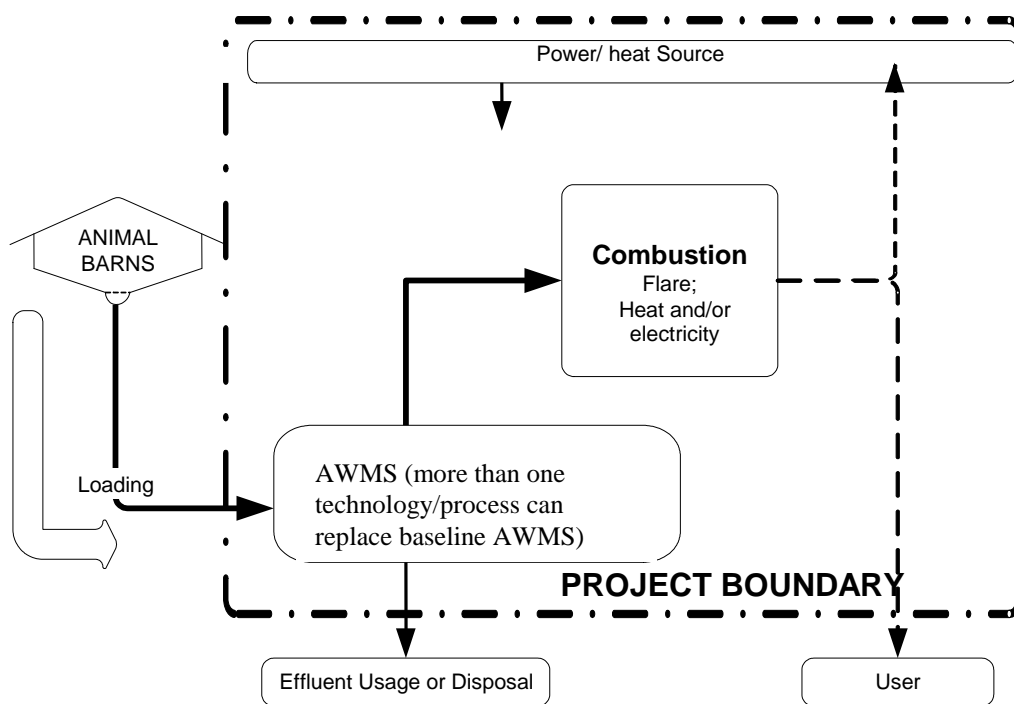 Power/ heat Source
ANIMAL
BARNS
Combustion
Flare;
Heat and/or
electricity
Loading
AWMS (more than one
technology/process can
replace baseline AWMS)
PROJECT BOUNDARY
Effluent Usage or Disposal
User